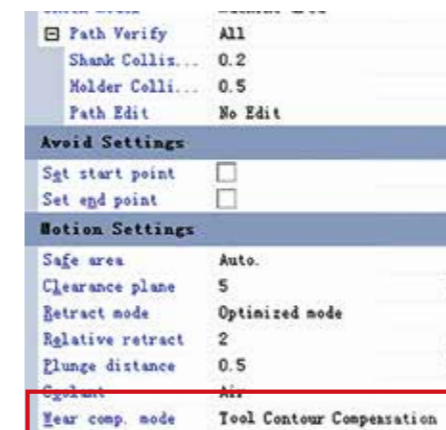 Path Verify All
Shank Collis... 0.2
Holder Colli... 0.5
Path Edit No Edit
Avoid Settings
Set start point
Set end point
Motion Settings
Safe area Auto.
Clearance plane 5
Retract mode Optimized mode
Relative retract 2
Plunge distance 0.5
Coolant Air
Wear comp. mode Tool Contour Compensation